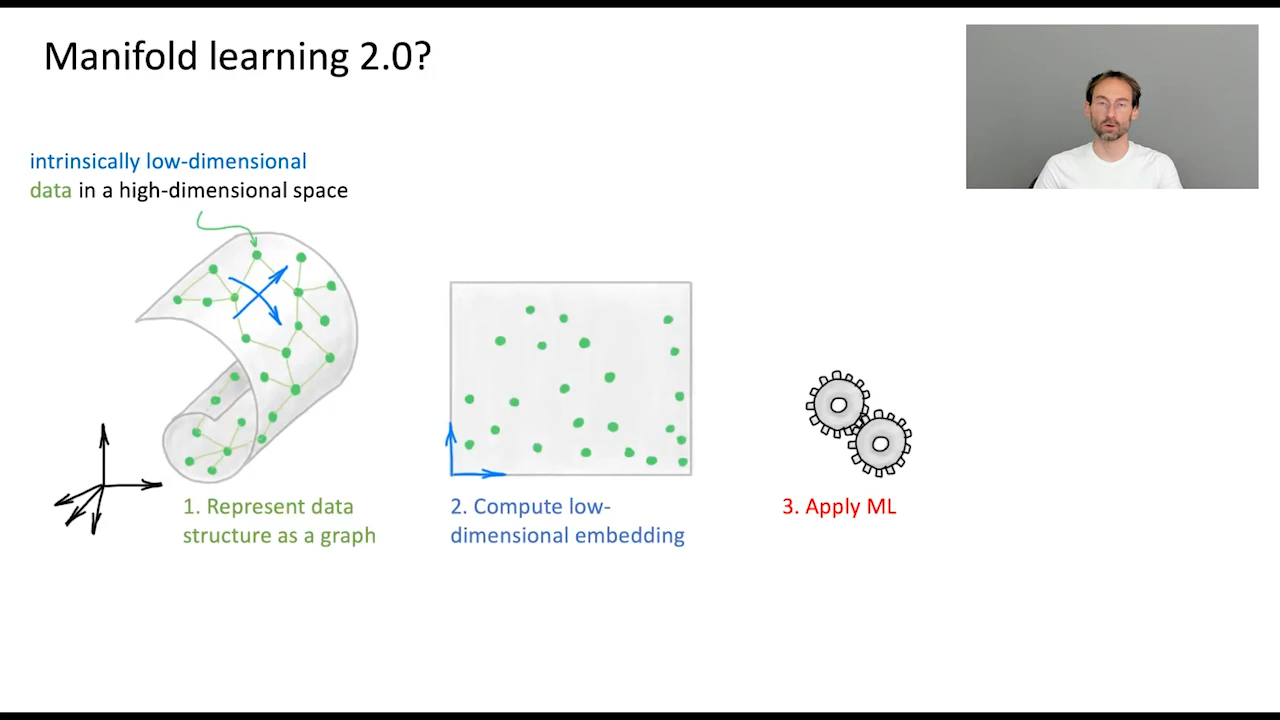 Manifold learning 2.0?
intrinsically low-dimensional
data in a high-dimensional space
1. Represent data
structure as a graph
2. Compute low-
dimensional embedding
3. Apply ML